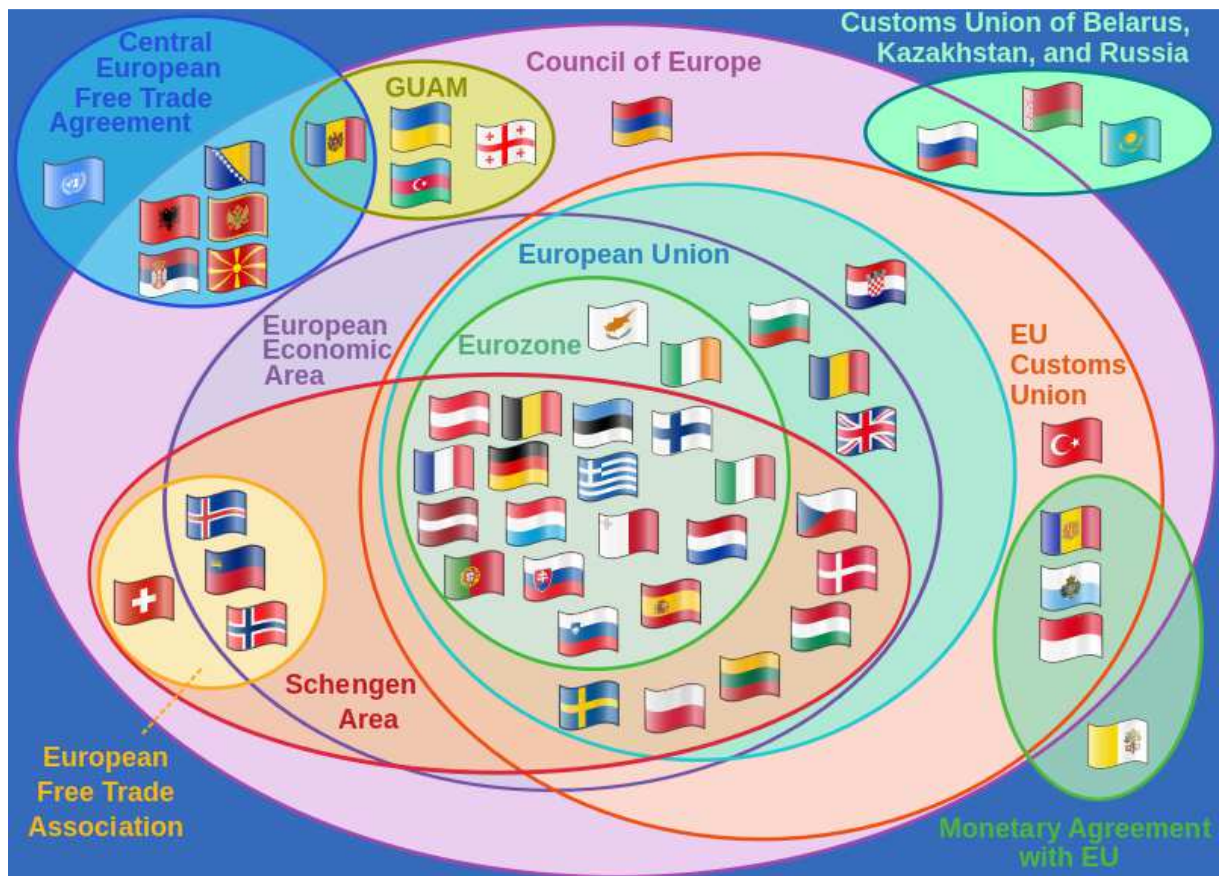 Central
European
Free Trade
Agreement
GUAM
Council of Europe
Customs Union of Belarus,
Kazakhstan, and Russia
European Union
European
Economic
Area
Eurozone
EU
Customs
Union
Schengen
Area
European
Free Trade
Association
Monetary Agreement
with EU